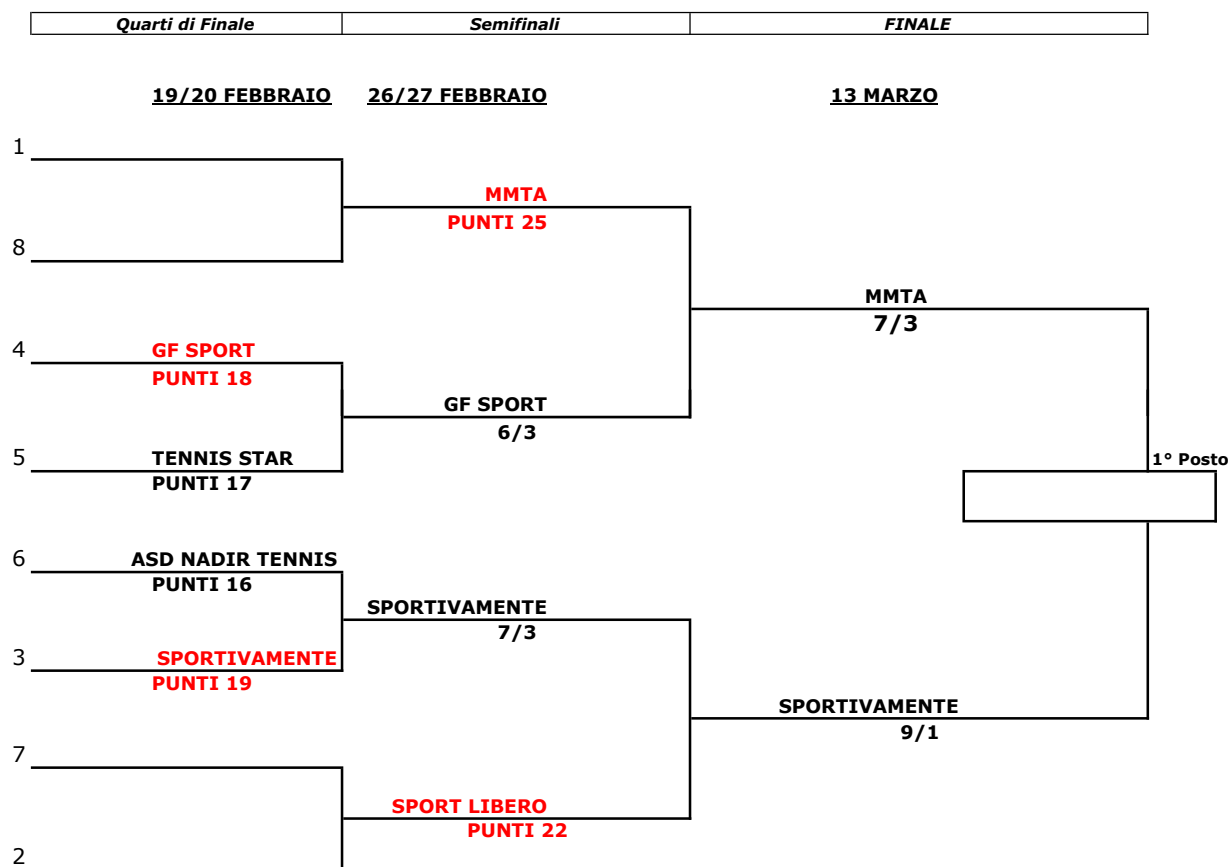 Quarti di Finale Semifinali FINALE
19/20 FEBBRAIO 26/27 FEBBRAIO 13 MARZO
1
MMTA
PUNTI 25
8
MMTA
7/3
4 GF SPORT
PUNTI 18
GF SPORT
6/3
5 TENNIS STAR
PUNTI 17
1° Posto
6 ASD NADIR TENNIS
PUNTI 16
SPORTIVAMENTE
7/3
3 SPORTIVAMENTE
PUNTI 19
SPORTIVAMENTE
9/1
7
SPORT LIBERO
PUNTI 22
2